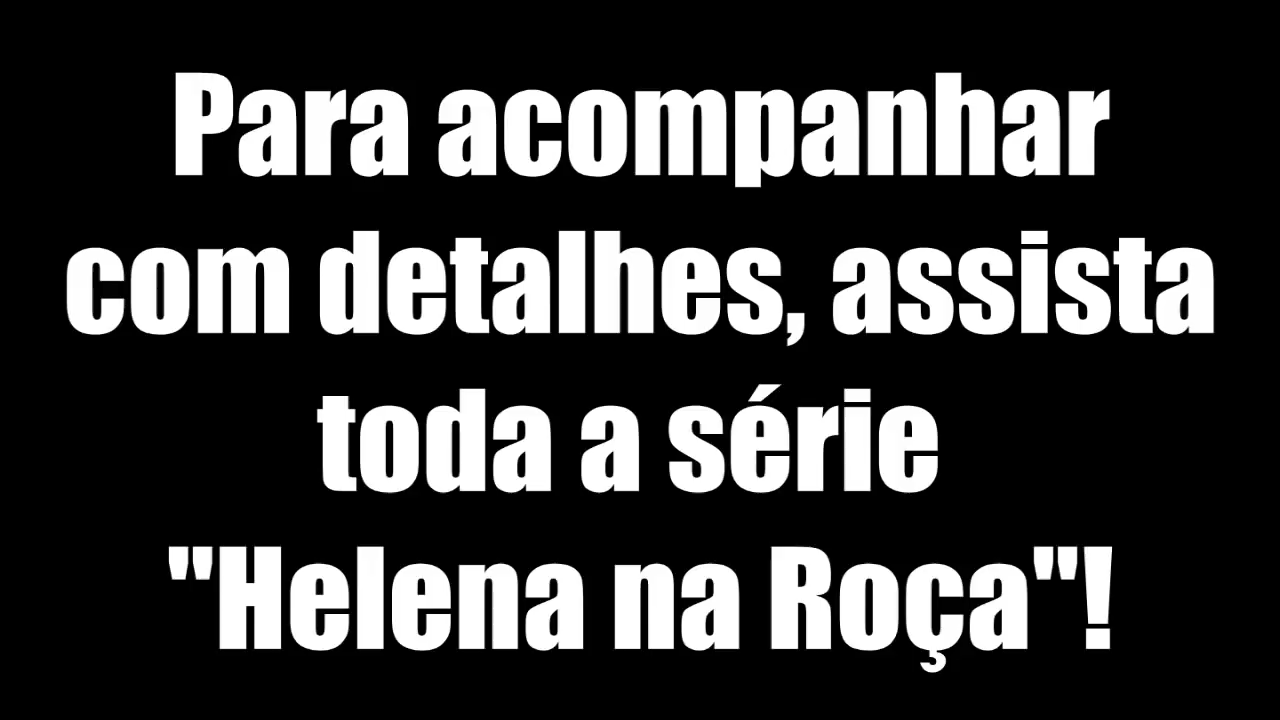 Para acompanhar
com detalhes, assista
toda a série
"Helena na Roça"!